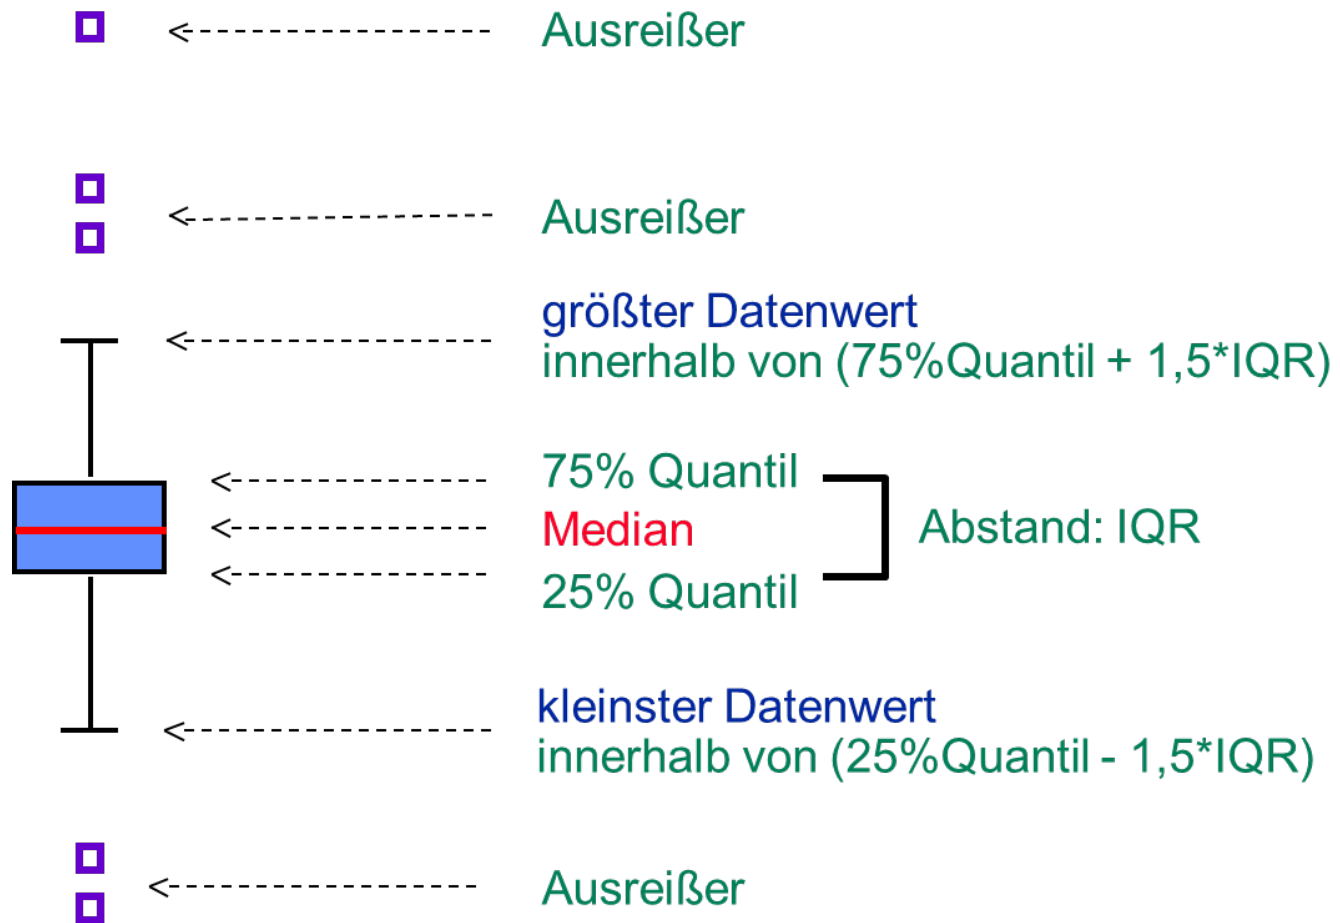 Ausreißer
Ausreißer
größter Datenwert
innerhalb von (75%Quantil + 1,5*IQR)
75% Quantil
Median
Abstand: IQR
25% Quantil
kleinster Datenwert
innerhalb von (25%Quantil - 1,5*IQR)
Ausreißer